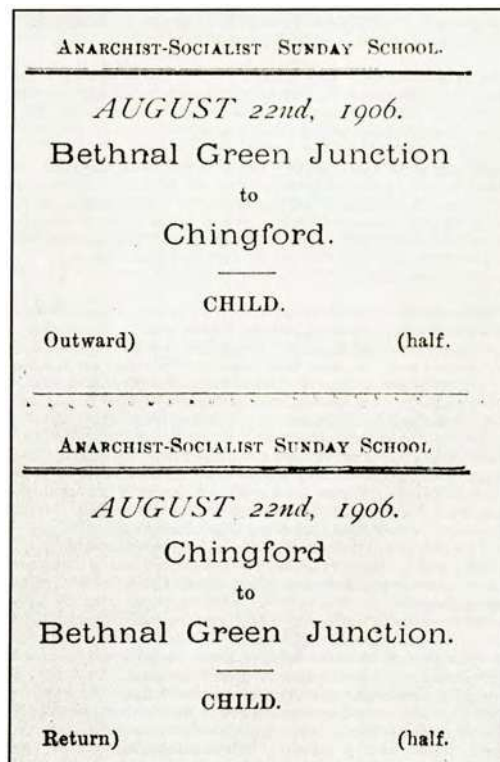 ANARCHIST-SOCIALIST SUNDAY SCHOOL.
AUGUST 22nd, 1906.
Bethnal Green Junction
to
Chingford.
CHILD.
Outward) (half.
ANARCHIST-SOCIALIST SUNDAY SCHOOL
AUGUST 22nd, 1906.
Chingford
to
Bethnal Green Junction.
CHILD.
Return) (half.